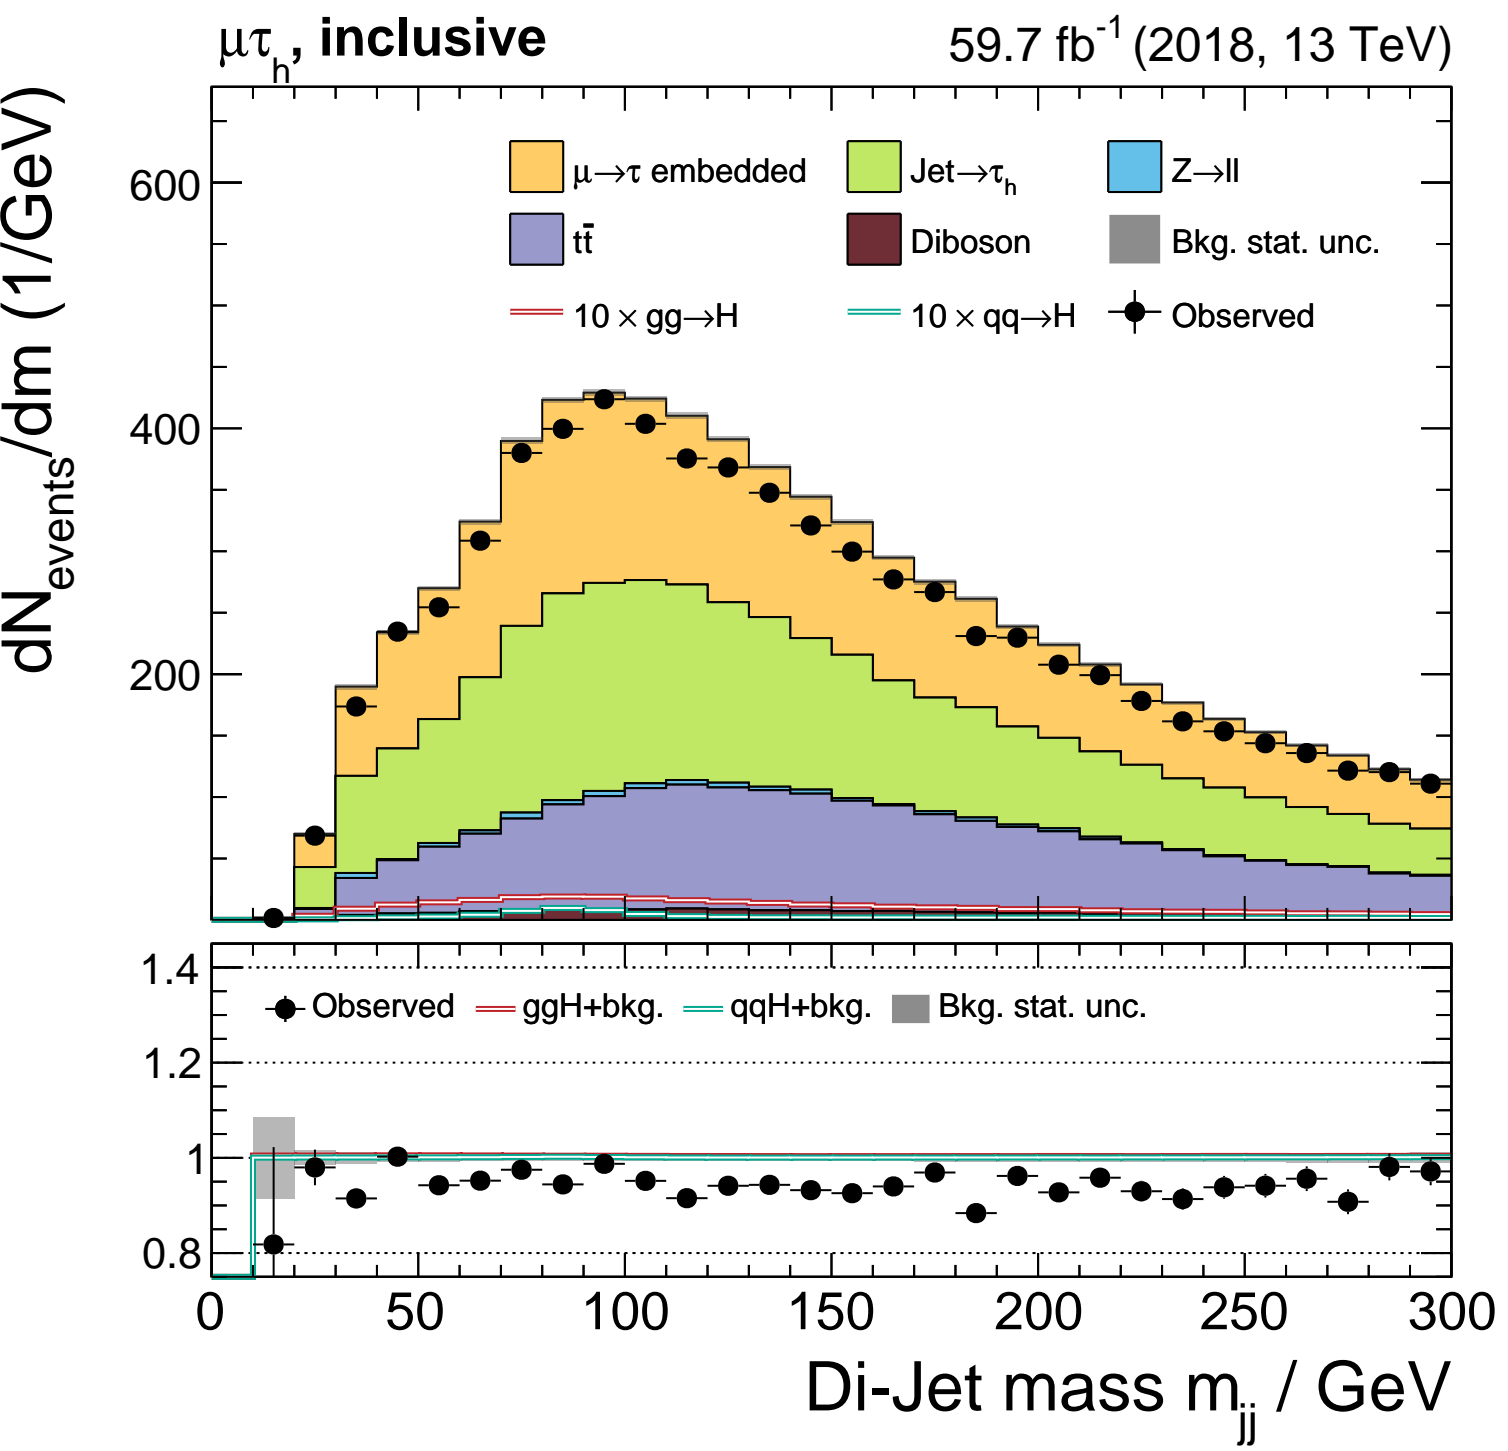 μτh, inclusive 59.7 fb-1 (2018, 13 TeV)
dNevents/dm (1/GeV)
μ→τ embedded Jet→τh Z→ll
tt̄ Diboson Bkg. stat. unc.
10 × gg→H 10 × qq→H Observed
600
400
200
1.4
Observed ggH+bkg. qqH+bkg. Bkg. stat. unc.
1.2
1
0.8
0 50 100 150 200 250 300
Di-Jet mass mjj / GeV